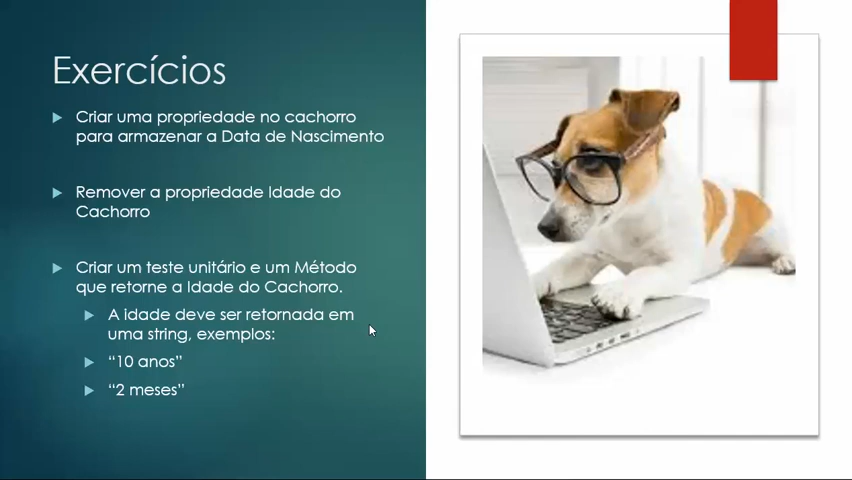 Exercícios
Criar uma propriedade no cachorro
para armazenar a Data de Nascimento
Remover a propriedade Idade do
Cachorro
Criar um teste unitário e um Método
que retorne a Idade do Cachorro.
A idade deve ser retornada em
uma string, exemplos:
“10 anos”
“2 meses”